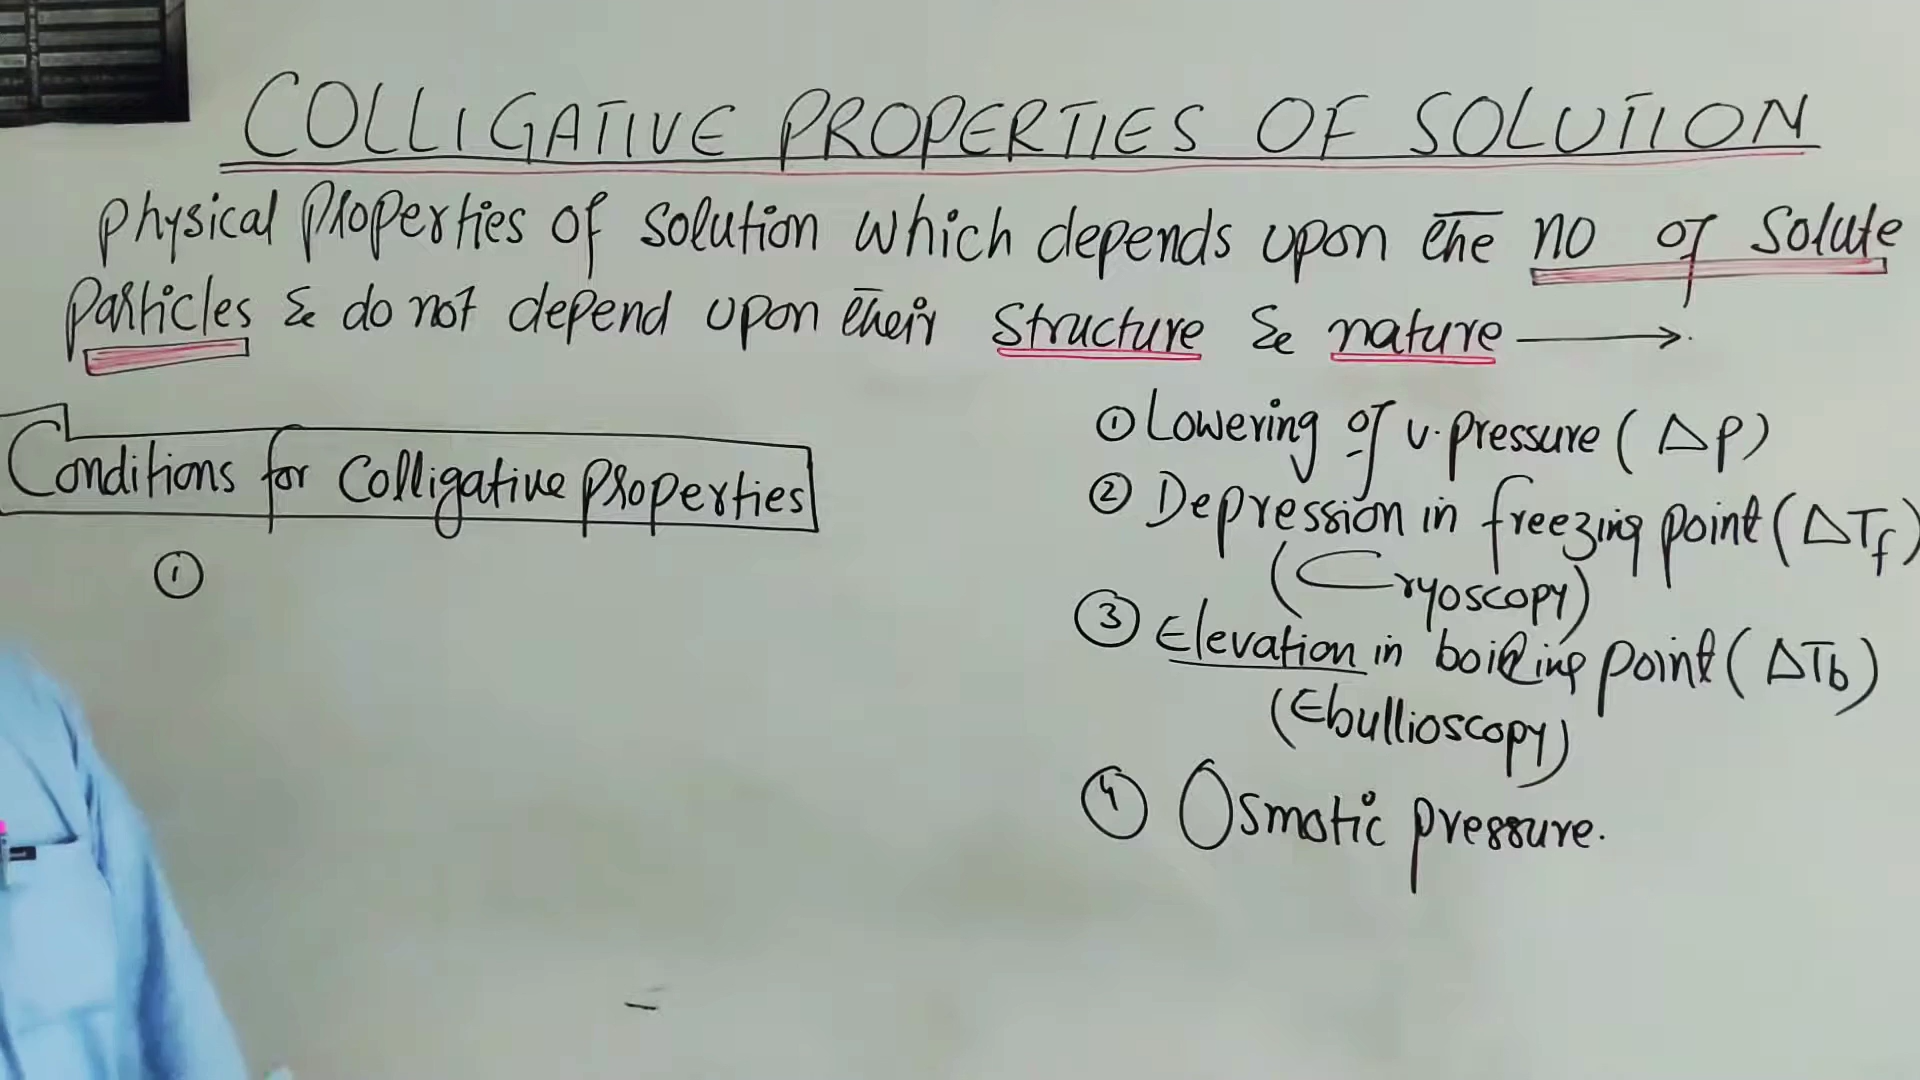 COLLIGATIVE PROPERTIES OF SOLUTION
Physical Properties of Solution which depends upon the no of Solute
Particles & do not depend upon their Structure & nature →
Conditions for Colligative Properties
①
① Lowering of v. pressure (Δp)
② Depression in freezing point (ΔTf)
(Cryoscopy)
③ Elevation in boiling point (ΔTb)
(Ebullioscopy)
④ Osmotic pressure.